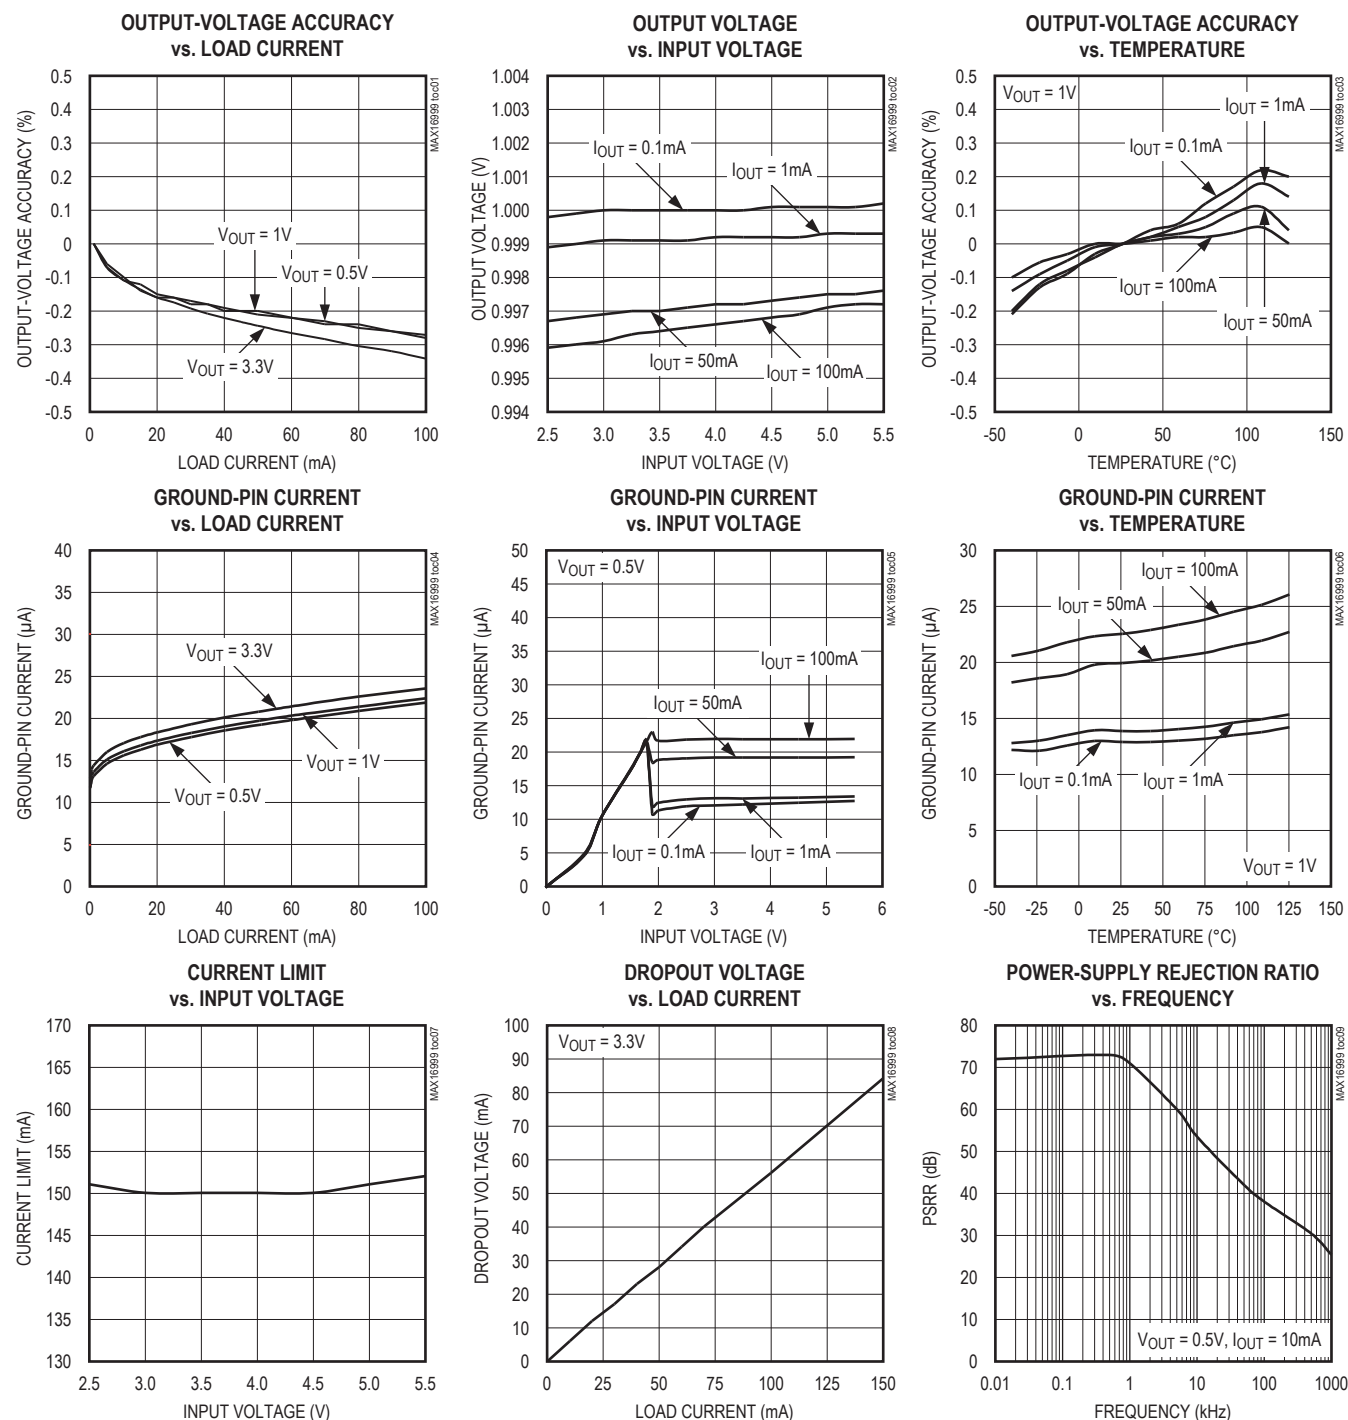 OUTPUT-VOLTAGE ACCURACY
vs. LOAD CURRENT
MAX16999 toc01
OUTPUT-VOLTAGE ACCURACY (%)
0.5
0.4
0.3
0.2
0.1
0
-0.1
-0.2
-0.3
-0.4
-0.5
VOUT = 1V
VOUT = 0.5V
VOUT = 3.3V
0 20 40 60 80 100
LOAD CURRENT (mA)
OUTPUT VOLTAGE
vs. INPUT VOLTAGE
MAX16999 toc02
OUTPUT VOLTAGE (V)
1.004
1.003
1.002
1.001
1.000
0.999
0.998
0.997
0.996
0.995
0.994
IOUT = 0.1mA
IOUT = 1mA
IOUT = 50mA
IOUT = 100mA
2.5 3.0 3.5 4.0 4.5 5.0 5.5
INPUT VOLTAGE (V)
OUTPUT-VOLTAGE ACCURACY
vs. TEMPERATURE
MAX16999 toc03
OUTPUT-VOLTAGE ACCURACY (%)
0.5
0.4
0.3
0.2
0.1
0
-0.1
-0.2
-0.3
-0.4
-0.5
VOUT = 1V
IOUT = 1mA
IOUT = 0.1mA
IOUT = 100mA
IOUT = 50mA
-50 0 50 100 150
TEMPERATURE (°C)
GROUND-PIN CURRENT
vs. LOAD CURRENT
MAX16999 toc04
GROUND-PIN CURRENT (µA)
40
35
30
25
20
15
10
5
0
VOUT = 3.3V
VOUT = 1V
VOUT = 0.5V
0 20 40 60 80 100
LOAD CURRENT (mA)
GROUND-PIN CURRENT
vs. INPUT VOLTAGE
MAX16999 toc05
GROUND-PIN CURRENT (µA)
50
45
40
35
30
25
20
15
10
5
0
VOUT = 0.5V
IOUT = 100mA
IOUT = 50mA
IOUT = 0.1mA
IOUT = 1mA
0 1 2 3 4 5 6
INPUT VOLTAGE (V)
GROUND-PIN CURRENT
vs. TEMPERATURE
MAX16999 toc06
GROUND-PIN CURRENT (µA)
30
25
20
15
10
5
0
IOUT = 100mA
IOUT = 50mA
IOUT = 0.1mA
IOUT = 1mA
VOUT = 1V
-50 -25 0 25 50 75 100 125 150
TEMPERATURE (°C)
CURRENT LIMIT
vs. INPUT VOLTAGE
MAX16999 toc07
CURRENT LIMIT (mA)
170
165
160
155
150
145
140
135
130
2.5 3.0 3.5 4.0 4.5 5.0 5.5
INPUT VOLTAGE (V)
DROPOUT VOLTAGE
vs. LOAD CURRENT
MAX16999 toc08
DROPOUT VOLTAGE (mA)
100
90
80
70
60
50
40
30
20
10
0
VOUT = 3.3V
0 25 50 75 100 125 150
LOAD CURRENT (mA)
POWER-SUPPLY REJECTION RATIO
vs. FREQUENCY
MAX16999 toc09
PSRR (dB)
80
70
60
50
40
30
20
10
0
VOUT = 0.5V, IOUT = 10mA
0.01 0.1 1 10 100 1000
FREQUENCY (kHz)